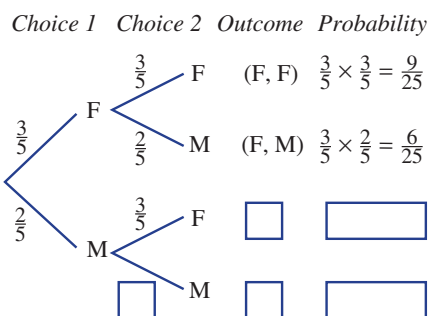 Choice 1 Choice 2 Outcome Probability
3/5 F (F, F) 3/5 × 3/5 = 9/25
F
3/5 2/5 M (F, M) 3/5 × 2/5 = 6/25
2/5 3/5 F
M
M